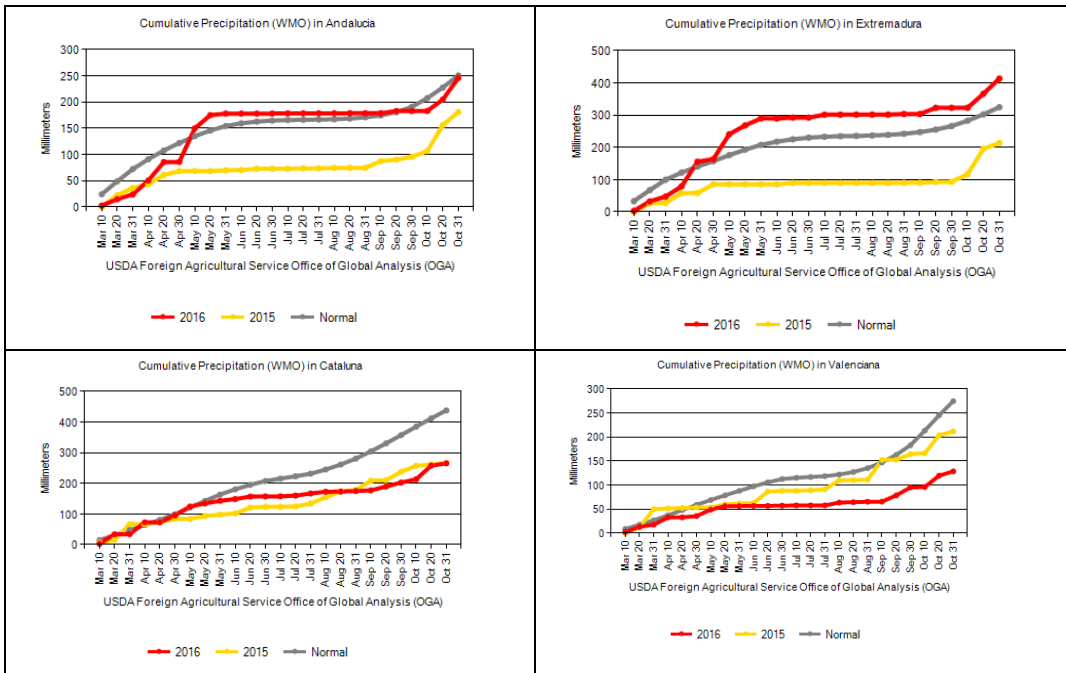 Cumulative Precipitation (WMO) in Andalucia
300
250
200
150
100
50
0
Millimeters
Mar 10
Mar 20
Mar 31
Apr 10
Apr 20
Apr 30
May 10
May 20
May 31
Jun 10
Jun 20
Jun 30
Jul 10
Jul 20
Jul 31
Aug 10
Aug 20
Aug 31
Sep 10
Sep 20
Sep 30
Oct 10
Oct 20
Oct 31
USDA Foreign Agricultural Service Office of Global Analysis (OGA)
2016 2015 Normal
Cumulative Precipitation (WMO) in Extremadura
500
400
300
200
100
0
Millimeters
Mar 10
Mar 20
Mar 31
Apr 10
Apr 20
Apr 30
May 10
May 20
May 31
Jun 10
Jun 20
Jun 30
Jul 10
Jul 20
Jul 31
Aug 10
Aug 20
Aug 31
Sep 10
Sep 20
Sep 30
Oct 10
Oct 20
Oct 31
USDA Foreign Agricultural Service Office of Global Analysis (OGA)
2016 2015 Normal
Cumulative Precipitation (WMO) in Cataluna
500
400
300
200
100
0
Millimeters
Mar 10
Mar 20
Mar 31
Apr 10
Apr 20
Apr 30
May 10
May 20
May 31
Jun 10
Jun 20
Jun 30
Jul 10
Jul 20
Jul 31
Aug 10
Aug 20
Aug 31
Sep 10
Sep 20
Sep 30
Oct 10
Oct 20
Oct 31
USDA Foreign Agricultural Service Office of Global Analysis (OGA)
2016 2015 Normal
Cumulative Precipitation (WMO) in Valenciana
300
250
200
150
100
50
0
Millimeters
Mar 10
Mar 20
Mar 31
Apr 10
Apr 20
Apr 30
May 10
May 20
May 31
Jun 10
Jun 20
Jun 30
Jul 10
Jul 20
Jul 31
Aug 10
Aug 20
Aug 31
Sep 10
Sep 20
Sep 30
Oct 10
Oct 20
Oct 31
USDA Foreign Agricultural Service Office of Global Analysis (OGA)
2016 2015 Normal